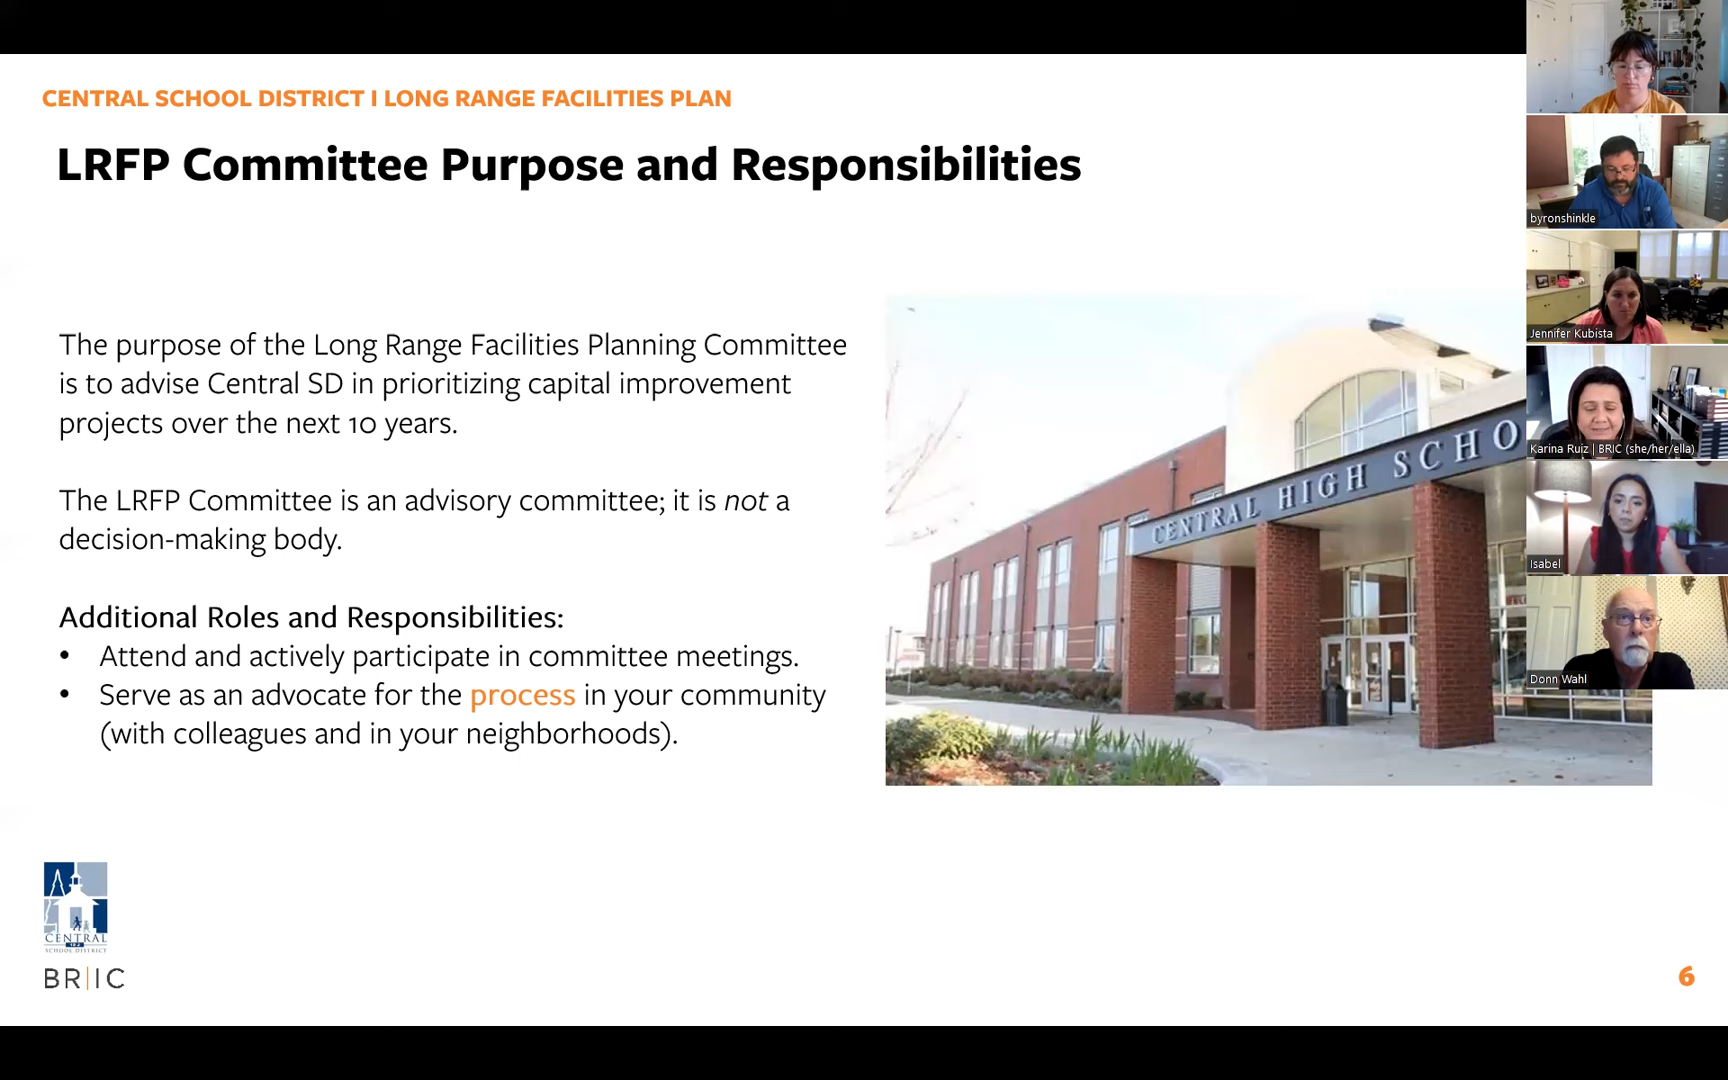 CENTRAL SCHOOL DISTRICT I LONG RANGE FACILITIES PLAN
LRFP Committee Purpose and Responsibilities
The purpose of the Long Range Facilities Planning Committee
is to advise Central SD in prioritizing capital improvement
projects over the next 10 years.
The LRFP Committee is an advisory committee; it is not a
decision-making body.
Additional Roles and Responsibilities:
• Attend and actively participate in committee meetings.
• Serve as an advocate for the process in your community
(with colleagues and in your neighborhoods).
CENTRAL HIGH SCHO
byronshinkle
Jennifer Kubista
Karina Ruiz | BRIC (she/her/ella)
Isabel
Donn Wahl
CENTRAL
SCHOOL DISTRICT
BR|IC
6